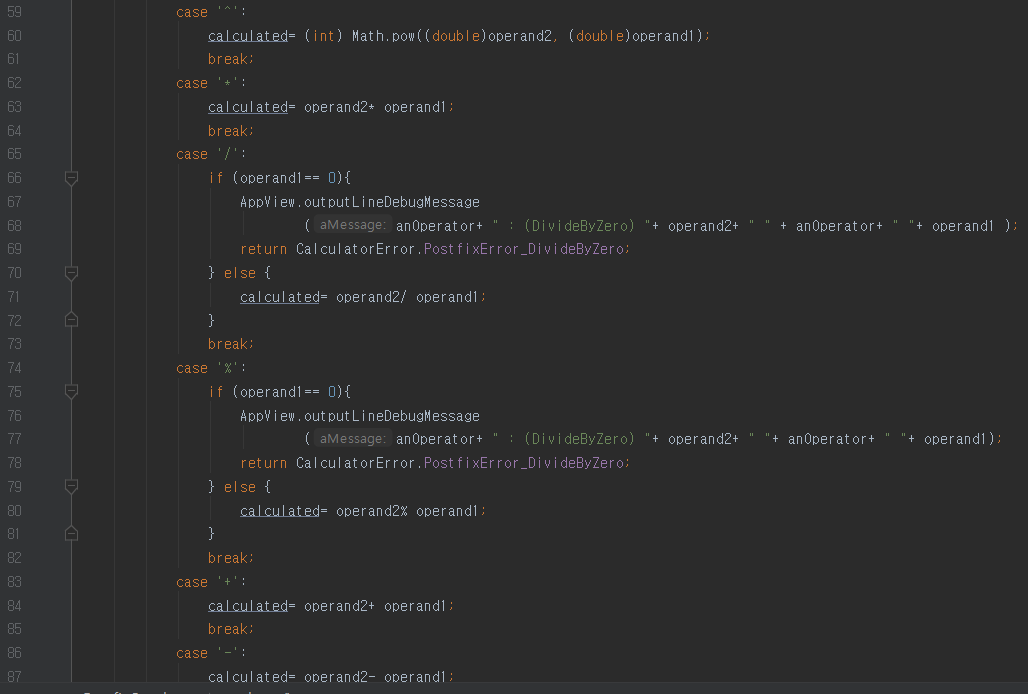 59 case '^':
60 calculated= (int) Math.pow((double)operand2, (double)operand1);
61 break;
62 case '*':
63 calculated= operand2* operand1;
64 break;
65 case '/':
66 if (operand1== 0){
67 AppView.outputLineDebugMessage
68 ( aMessage: anOperator+ " : (DivideByZero) "+ operand2+ " " + anOperator+ " "+ operand1 );
69 return CalculatorError.PostfixError_DivideByZero;
70 } else {
71 calculated= operand2/ operand1;
72 }
73 break;
74 case '%':
75 if (operand1== 0){
76 AppView.outputLineDebugMessage
77 ( aMessage: anOperator+ " : (DivideByZero) "+ operand2+ " "+ anOperator+ " "+ operand1);
78 return CalculatorError.PostfixError_DivideByZero;
79 } else {
80 calculated= operand2% operand1;
81 }
82 break;
83 case '+':
84 calculated= operand2+ operand1;
85 break;
86 case '-':
87 calculated= operand2- operand1;